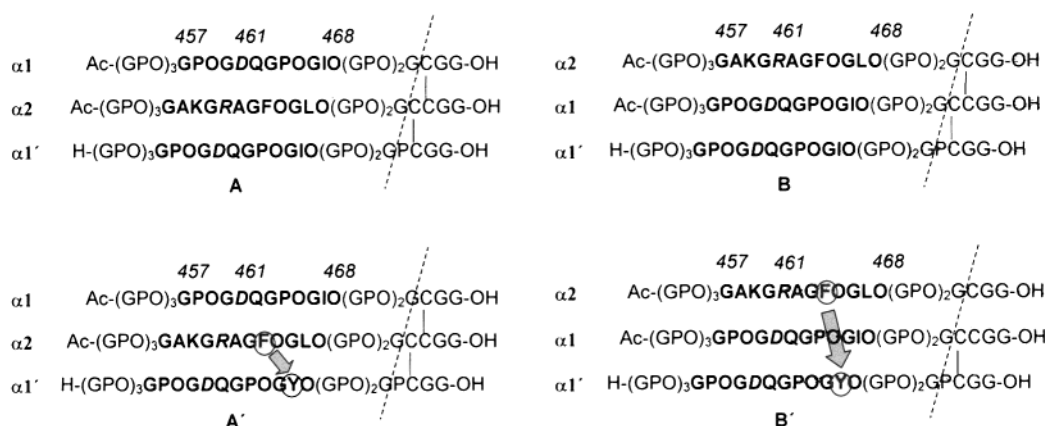 457 461 468
α1 Ac-(GPO)₃GPOGDQGPOGIO(GPO)₂GCCGG-OH
α2 Ac-(GPO)₃GAKGRAGFOGLO(GPO)₂GCCGG-OH
α1′ H-(GPO)₃GPOGDQGPOGIO(GPO)₂GPCGG-OH
A
457 461 468
α2 Ac-(GPO)₃GAKGRAGFOGLO(GPO)₂GCCGG-OH
α1 Ac-(GPO)₃GPOGDQGPOGIO(GPO)₂GCCGG-OH
α1′ H-(GPO)₃GPOGDQGPOGIO(GPO)₂GPCGG-OH
B
457 461 468
α1 Ac-(GPO)₃GPOGDQGPOGIO(GPO)₂GCCGG-OH
α2 Ac-(GPO)₃GAKGRAGFOGLO(GPO)₂GCCGG-OH
α1′ H-(GPO)₃GPOGDQGPOGYO(GPO)₂GPCGG-OH
A′
457 461 468
α2 Ac-(GPO)₃GAKGRAGFOGLO(GPO)₂GCCGG-OH
α1 Ac-(GPO)₃GPOGDQGPOGIO(GPO)₂GCCGG-OH
α1′ H-(GPO)₃GPOGDQGPOGYO(GPO)₂GPCGG-OH
B′